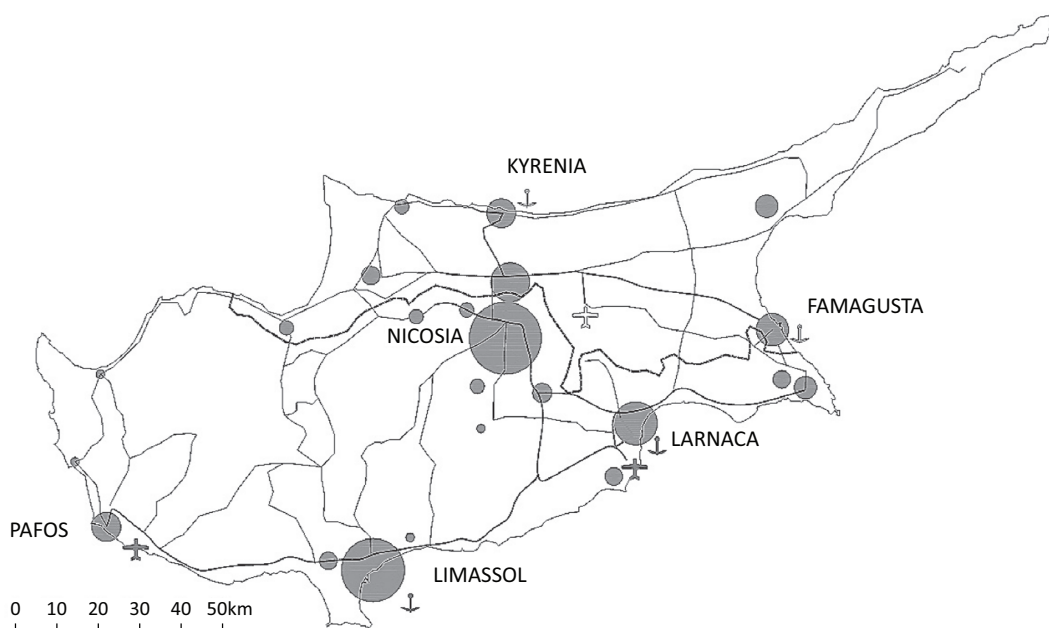 KYRENIA
FAMAGUSTA
NICOSIA
LARNACA
PAFOS
LIMASSOL
0 10 20 30 40 50km